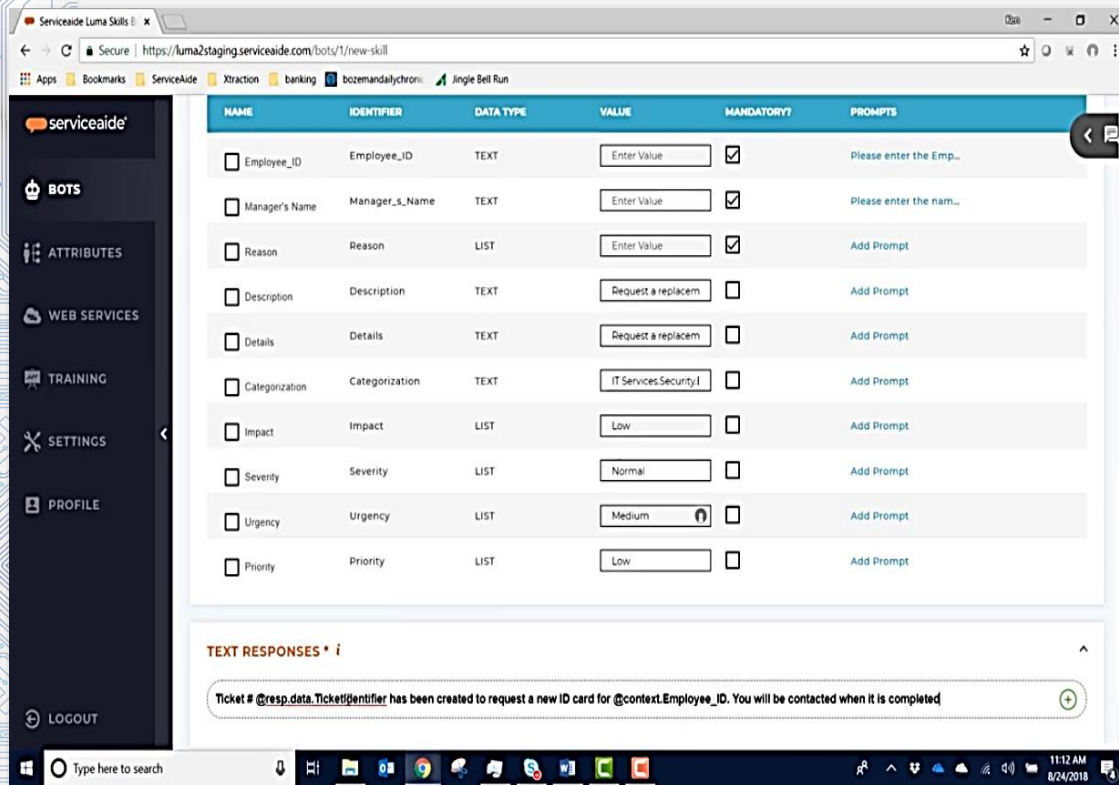 Serviceaide Luma Skills B
Dan
Secure | https://luma2staging.serviceaide.com/bots/1/new-skill
Apps Bookmarks ServiceAide Xtraction banking bozemandailychronic Jingle Bell Run
serviceaide
BOTS
ATTRIBUTES
WEB SERVICES
TRAINING
SETTINGS
PROFILE
LOGOUT
NAME IDENTIFIER DATA TYPE VALUE MANDATORY? PROMPTS
Employee_ID Employee_ID TEXT Enter Value Please enter the Emp...
Manager's Name Manager_s_Name TEXT Enter Value Please enter the nam...
Reason Reason LIST Enter Value Add Prompt
Description Description TEXT Request a replacem Add Prompt
Details Details TEXT Request a replacem Add Prompt
Categorization Categorization TEXT IT Services.Security.I Add Prompt
Impact Impact LIST Low Add Prompt
Severity Severity LIST Normal Add Prompt
Urgency Urgency LIST Medium Add Prompt
Priority Priority LIST Low Add Prompt
TEXT RESPONSES * i
Ticket # @resp.data.TicketIdentifier has been created to request a new ID card for @context.Employee_ID. You will be contacted when it is completed
Type here to search
11:12 AM
8/24/2018